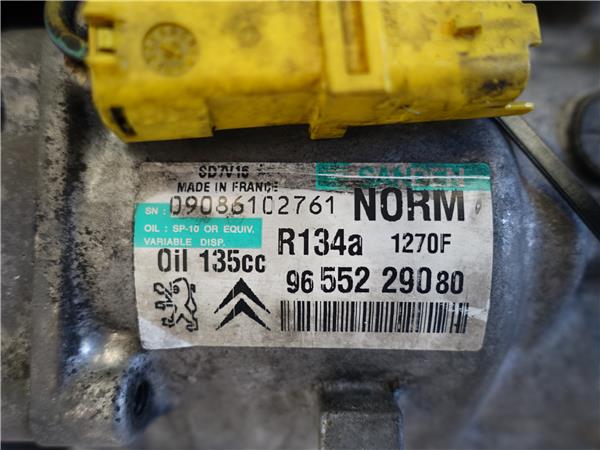 SD7V16 SANDEN
MADE IN FRANCE
SN: 09086102761 NORM
OIL : SP-10 OR EQUIV.
VARIABLE DISP. R134a 1270F
Oil 135cc 96 552 290 80